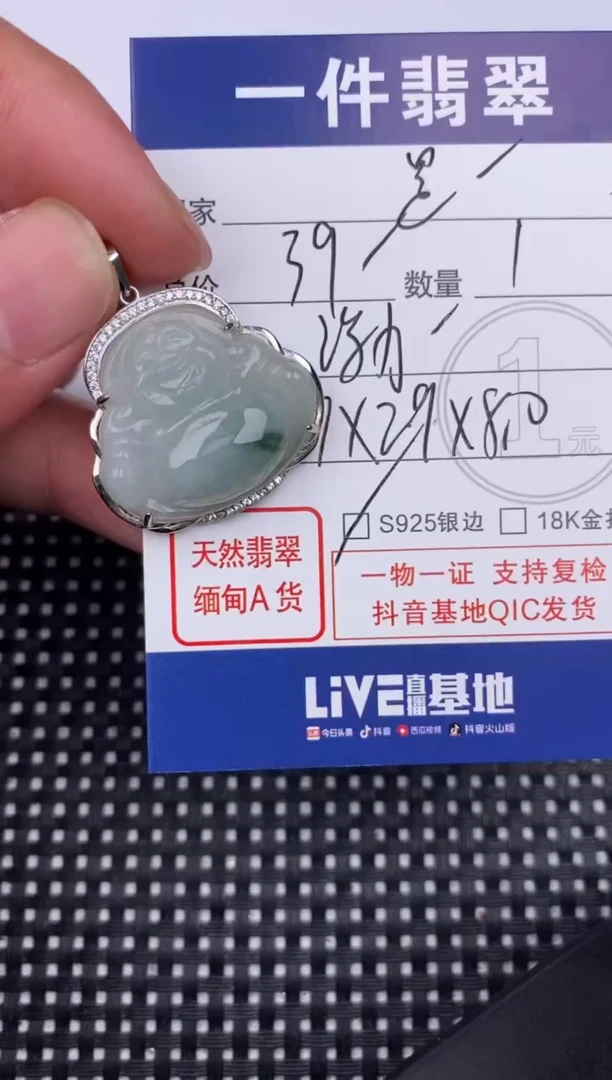 一件翡翠
家
39 数量 1
X29X8.0
元
S925银边 18K金
天然翡翠
缅甸A货
一物一证 支持复检
抖音基地QIC发货
LiVE直播基地
今日头条 抖音 西瓜视频 抖音火山版